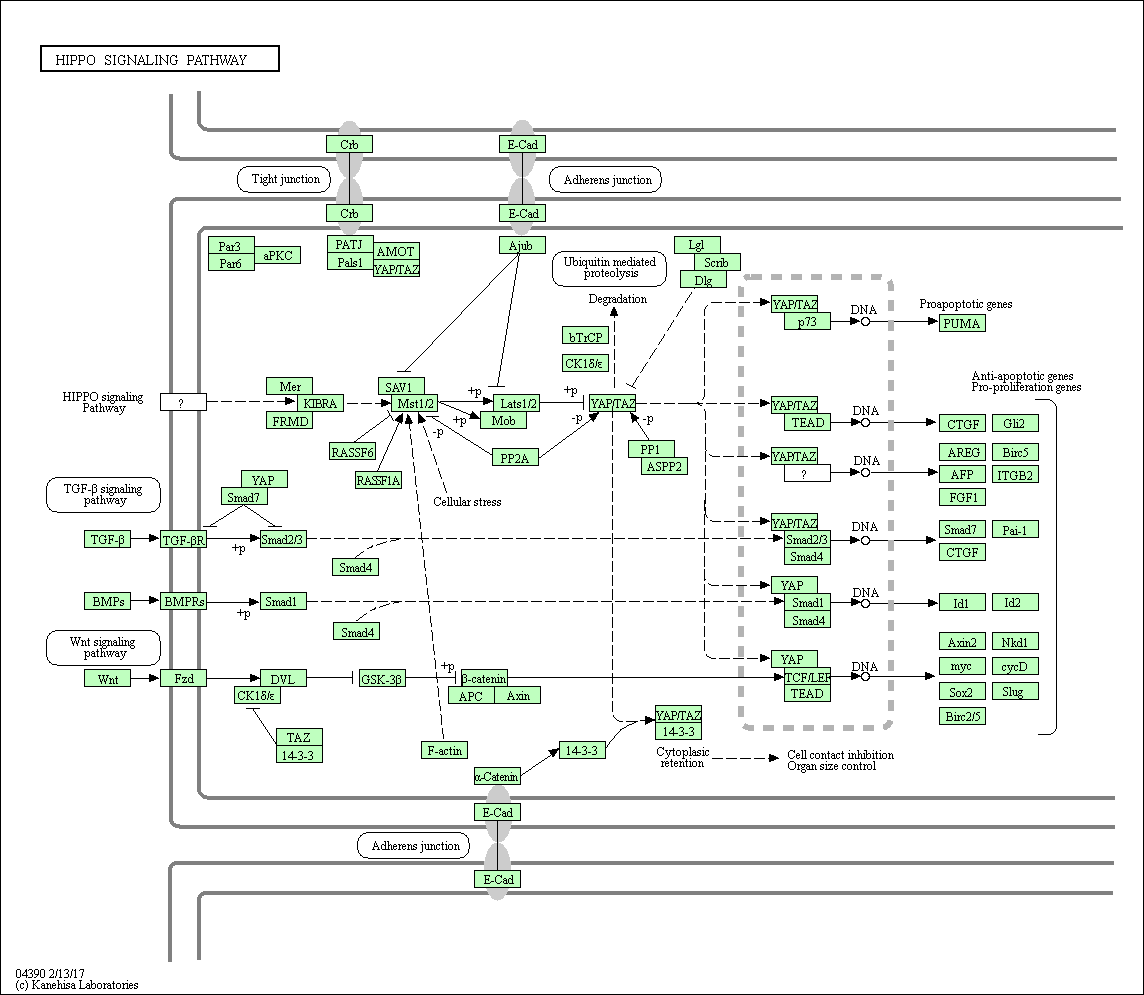 HIPPO SIGNALING PATHWAY
Crb
E-Cad
Tight junction
Adherens junction
Crb
E-Cad
Par3
Par6
aPKC
PATJ
Pals1
AMOT
YAP/TAZ
Ajub
Ubiquitin mediated
proteolysis
Lgl
Scrib
Dlg
Degradation
bTrCP
CK1δ/ε
YAP/TAZ
p73
DNA
Proapoptotic genes
PUMA
HIPPO signaling
Pathway
?
Mer
KIBRA
FRMD
SAV1
Mst1/2
+p
+p
-p
Lats1/2
Mob
+p
-p
YAP/TAZ
-p
RASSF6
RASSF1A
PP2A
PP1
ASPP2
Cellular stress
YAP/TAZ
TEAD
DNA
Anti-apoptotic genes
Pro-proliferation genes
CTGF
Gli2
YAP/TAZ
?
DNA
AREG
Birc5
AFP
ITGB2
FGF1
TGF-β signaling
pathway
YAP
Smad7
TGF-β
TGF-βR
+p
Smad2/3
Smad4
YAP/TAZ
Smad2/3
Smad4
DNA
Smad7
Pai-1
CTGF
BMPs
BMPRs
+p
Smad1
Smad4
YAP
Smad1
Smad4
DNA
Id1
Id2
Wnt signaling
pathway
Wnt
Fzd
DVL
CK1δ/ε
GSK-3β
+p
β-catenin
APC
Axin
YAP
TCF/LEF
TEAD
DNA
Axin2
Nkd1
myc
cycD
Sox2
Slug
Birc2/5
TAZ
14-3-3
F-actin
14-3-3
YAP/TAZ
14-3-3
Cytoplasic
retention
Cell contact inhibition
Organ size control
α-Catenin
E-Cad
Adherens junction
E-Cad
04390 2/13/17
(c) Kanehisa Laboratories